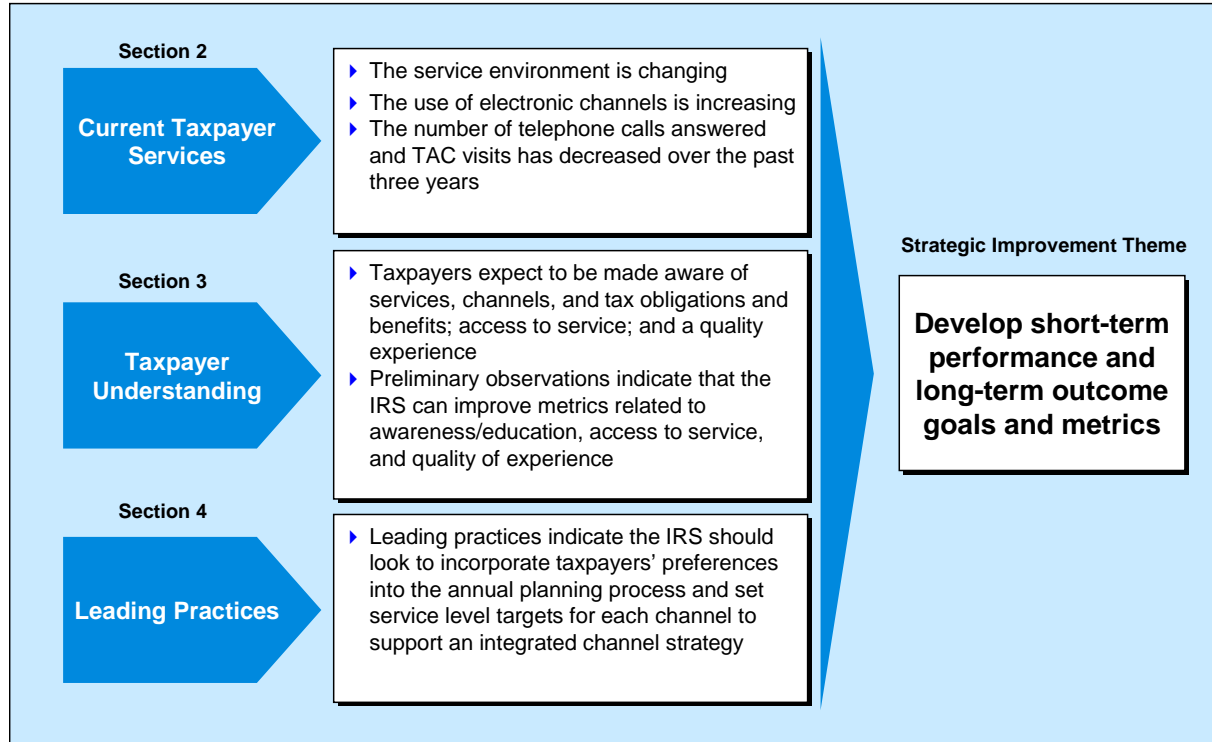 Section 2
Current Taxpayer
Services
The service environment is changing
The use of electronic channels is increasing
The number of telephone calls answered
and TAC visits has decreased over the past
three years
Section 3
Taxpayer
Understanding
Taxpayers expect to be made aware of
services, channels, and tax obligations and
benefits; access to service; and a quality
experience
Preliminary observations indicate that the
IRS can improve metrics related to
awareness/education, access to service,
and quality of experience
Section 4
Leading Practices
Leading practices indicate the IRS should
look to incorporate taxpayers’ preferences
into the annual planning process and set
service level targets for each channel to
support an integrated channel strategy
Strategic Improvement Theme
Develop short-term
performance and
long-term outcome
goals and metrics